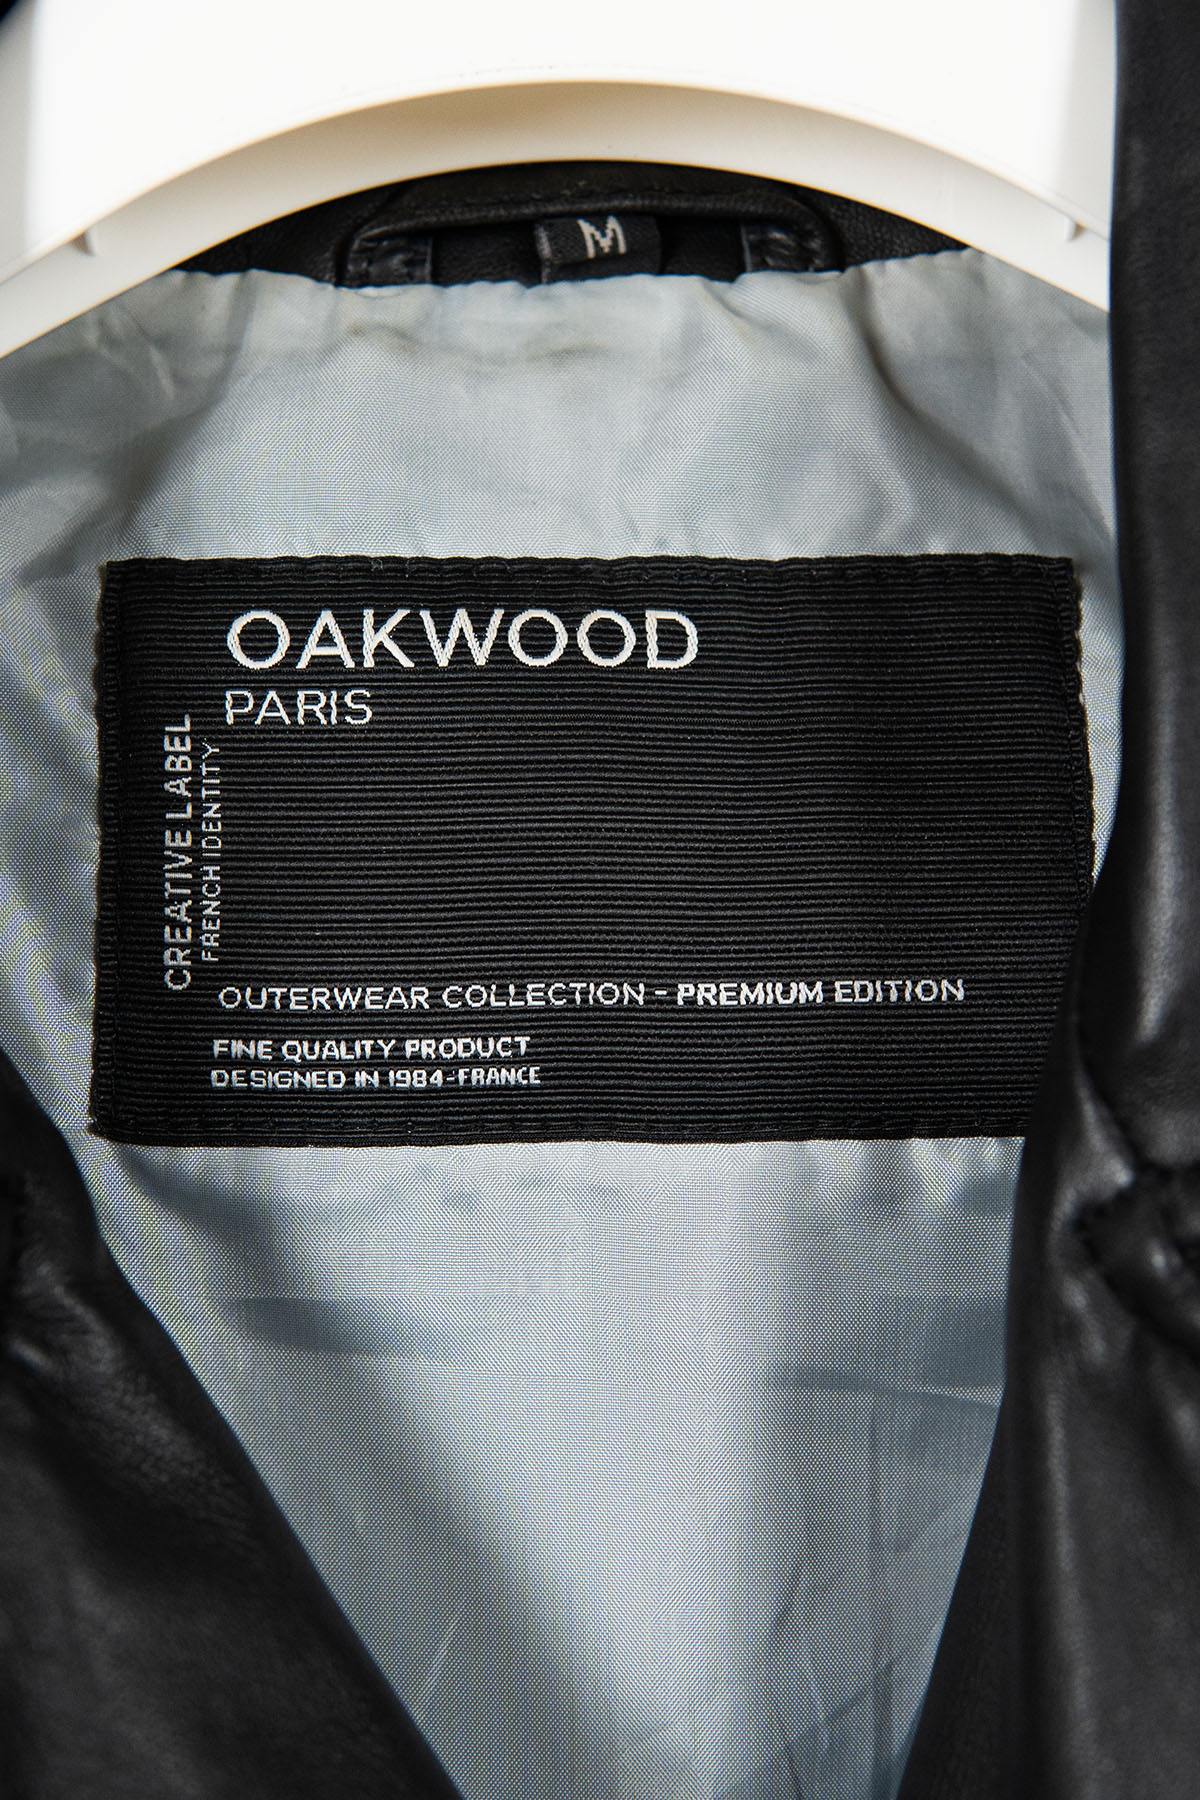 M
OAKWOOD
PARIS
CREATIVE LABEL
FRENCH IDENTITY
OUTERWEAR COLLECTION - PREMIUM EDITION
FINE QUALITY PRODUCT
DESIGNED IN 1984-FRANCE